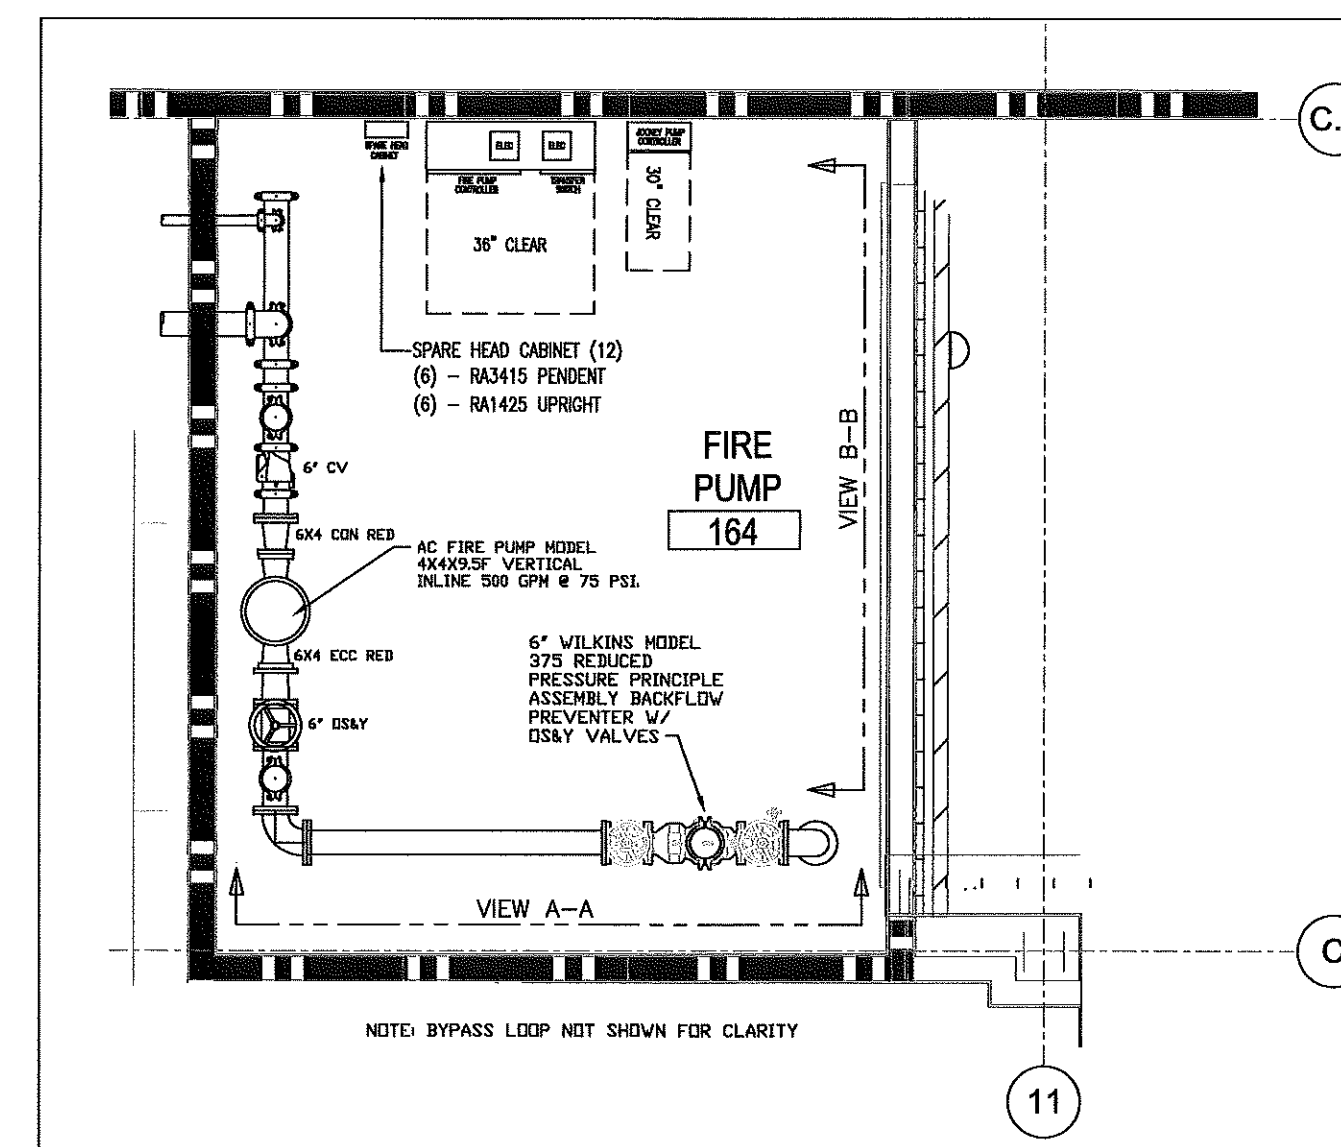 C.
SPARE HEAD
CABINET
ELEC
ELEC
JOCKEY PUMP
CONTROLLER
FIRE PUMP
CONTROLLER
TRANSFER
SWITCH
36" CLEAR
30" CLEAR
SPARE HEAD CABINET (12)
(6) - RA3415 PENDENT
(6) - RA1425 UPRIGHT
FIRE
PUMP
164
VIEW B-B
6" CV
6X4 CON RED
AC FIRE PUMP MODEL
4X4X9.5F VERTICAL
INLINE 500 GPM @ 75 PSI.
6X4 ECC RED
6" OS&Y
6" WILKINS MODEL
375 REDUCED
PRESSURE PRINCIPLE
ASSEMBLY BACKFLOW
PREVENTER W/
OS&Y VALVES
VIEW A-A
NOTE: BYPASS LOOP NOT SHOWN FOR CLARITY
11